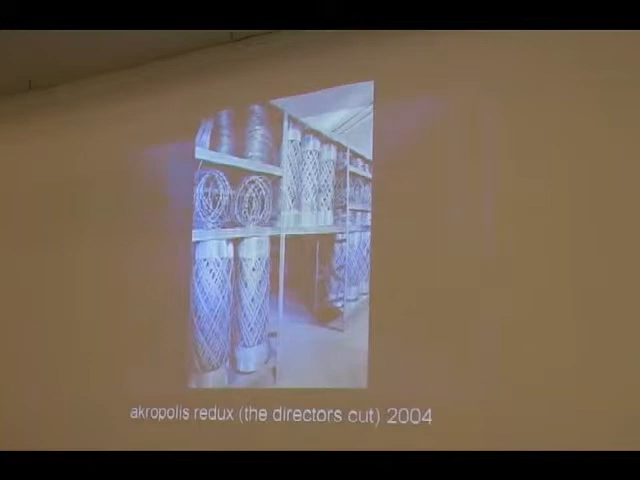 akropolis redux (the directors cut) 2004